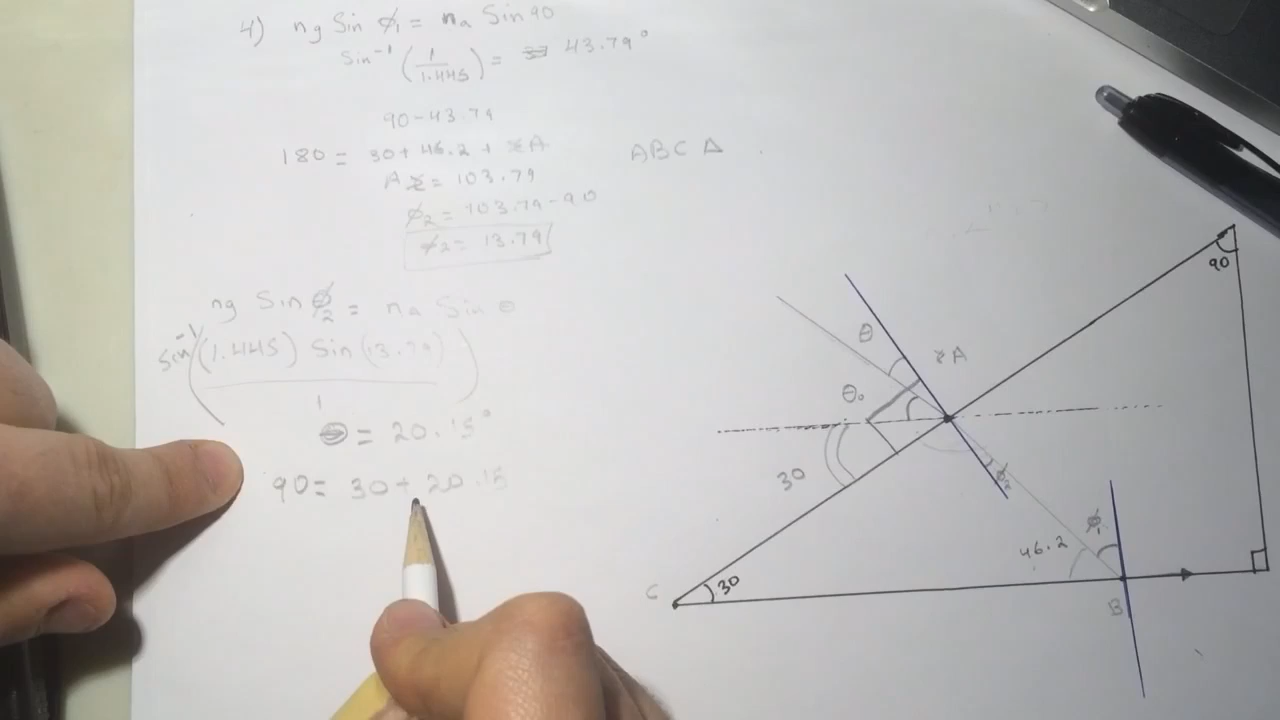 4) ng Sin ϕ₁ = na Sin 90
Sin⁻¹ (1/1.445) = 43.79°
90-43.79
180 = 30 + 46.2 + A
A = 103.79
ϕ₂ = 103.79-90
ϕ₂ = 13.79
ng Sin ϕ₂ = na Sin θ
Sin⁻¹ ((1.445) Sin (13.79) / 1)
θ = 20.15°
90 = 30 + 20.15
ABC Δ
90
θ
A
θ₀
30
ϕ₂
ϕ₁
46.2
C
30
B